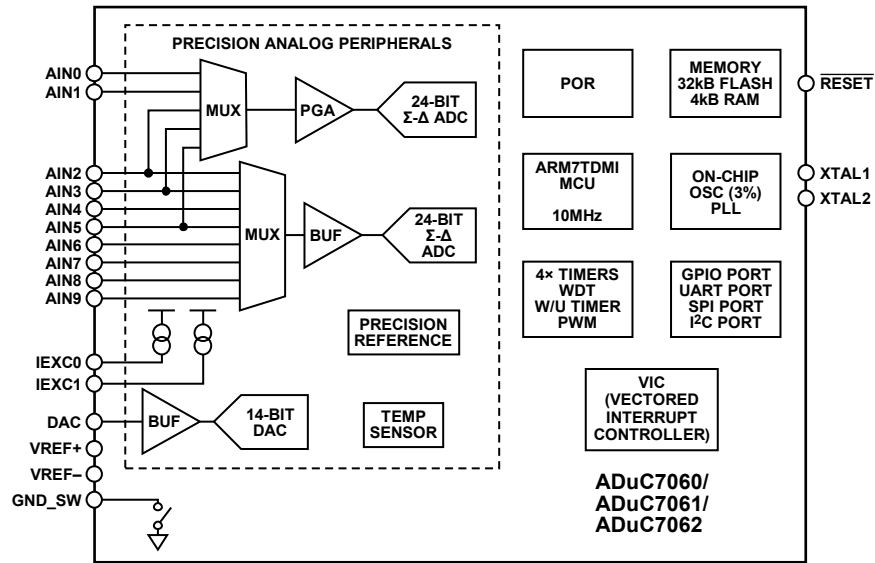 PRECISION ANALOG PERIPHERALS
AIN0
AIN1
MUX
PGA
24-BIT
Σ-Δ ADC
AIN2
AIN3
AIN4
AIN5
AIN6
AIN7
AIN8
AIN9
MUX
BUF
24-BIT
Σ-Δ
ADC
PRECISION
REFERENCE
IEXC0
IEXC1
DAC
BUF
14-BIT
DAC
TEMP
SENSOR
VREF+
VREF–
GND_SW
POR
MEMORY
32kB FLASH
4kB RAM
RESET
ARM7TDMI
MCU
10MHz
ON-CHIP
OSC (3%)
PLL
XTAL1
XTAL2
4× TIMERS
WDT
W/U TIMER
PWM
GPIO PORT
UART PORT
SPI PORT
I²C PORT
VIC
(VECTORED
INTERRUPT
CONTROLLER)
ADuC7060/
ADuC7061/
ADuC7062